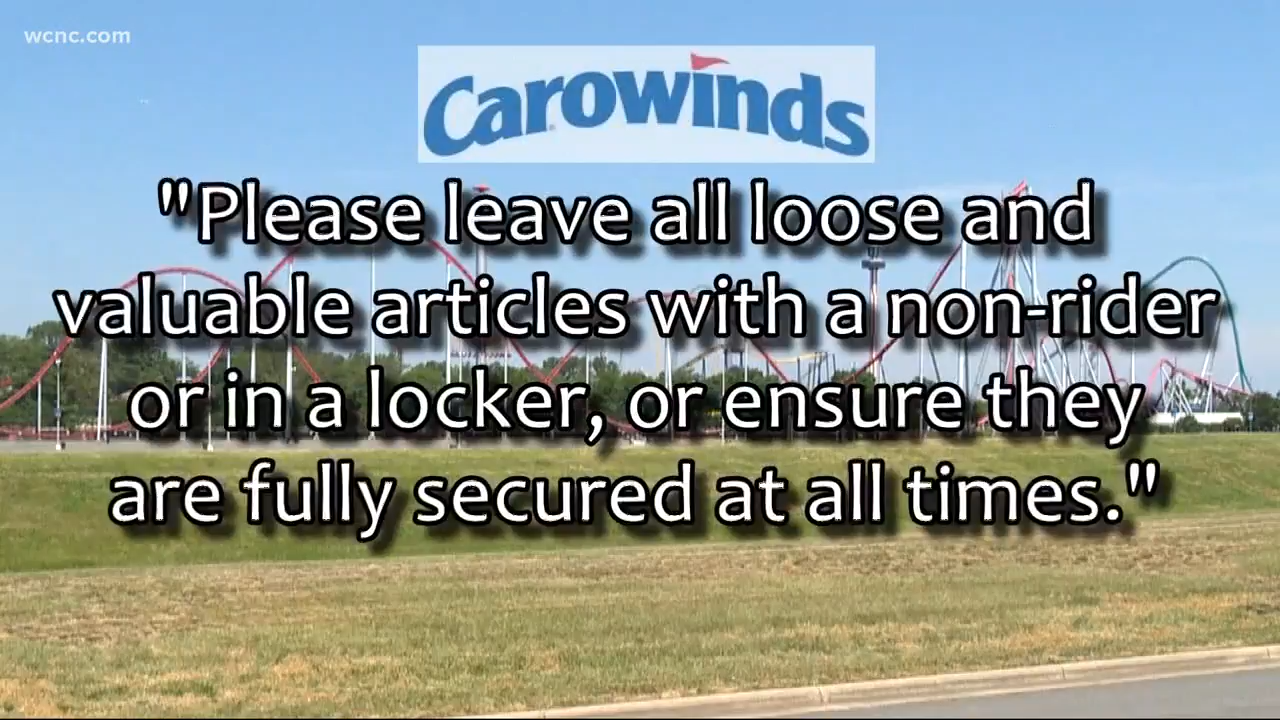 wcnc.com
Carowinds
"Please leave all loose and
valuable articles with a non-rider
or in a locker, or ensure they
are fully secured at all times."